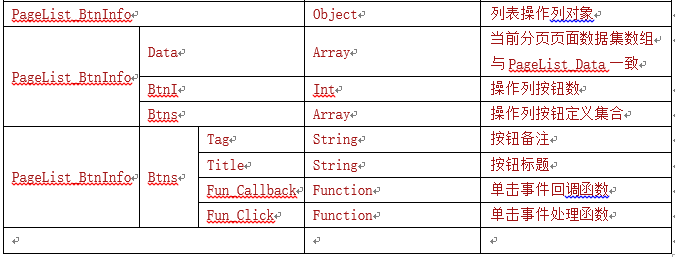 PageList_BtnInfo Object 列表操作列对象
PageList_BtnInfo Data Array 当前分页页面数据集数组
与PageList_Data 一致
BtnI Int 操作列按钮数
Btns Array 操作列按钮定义集合
PageList_BtnInfo Btns Tag String 按钮备注
Title String 按钮标题
Fun_Callback Function 单击事件回调函数
Fun_Click Function 单击事件处理函数